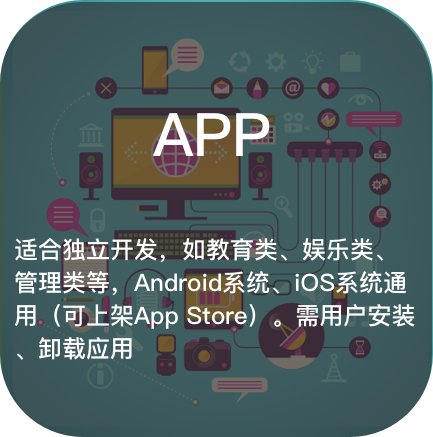 APP
适合独立开发，如教育类、娱乐类、
管理类等，Android系统、iOS系统通
用（可上架App Store）。需用户安装
、卸载应用